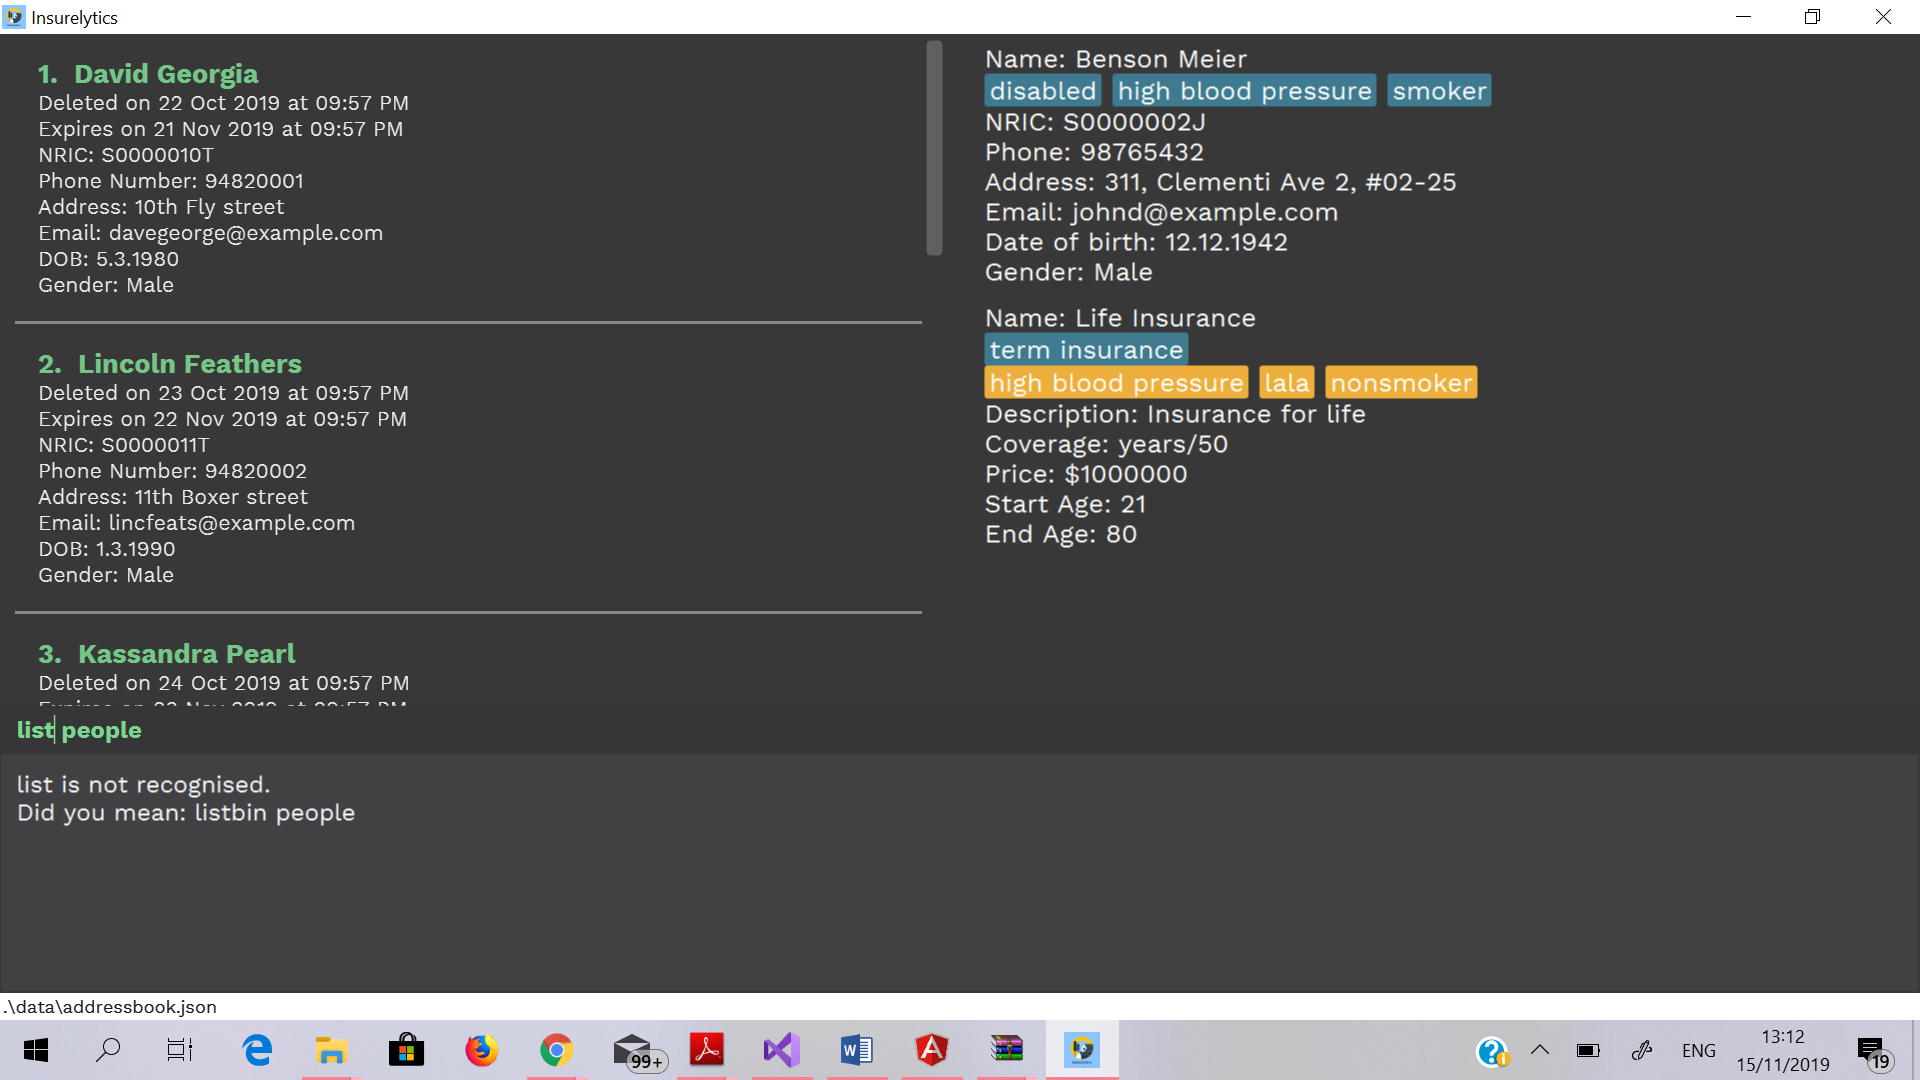 Insurelytics
1. David Georgia
Deleted on 22 Oct 2019 at 09:57 PM
Expires on 21 Nov 2019 at 09:57 PM
NRIC: S0000010T
Phone Number: 94820001
Address: 10th Fly street
Email: davegeorge@example.com
DOB: 5.3.1980
Gender: Male
2. Lincoln Feathers
Deleted on 23 Oct 2019 at 09:57 PM
Expires on 22 Nov 2019 at 09:57 PM
NRIC: S0000011T
Phone Number: 94820002
Address: 11th Boxer street
Email: lincfeats@example.com
DOB: 1.3.1990
Gender: Male
3. Kassandra Pearl
Deleted on 24 Oct 2019 at 09:57 PM
Expires on 23 Nov 2019 at 09:57 PM
Name: Benson Meier
disabled high blood pressure smoker
NRIC: S0000002J
Phone: 98765432
Address: 311, Clementi Ave 2, #02-25
Email: johnd@example.com
Date of birth: 12.12.1942
Gender: Male
Name: Life Insurance
term insurance
high blood pressure lala nonsmoker
Description: Insurance for life
Coverage: years/50
Price: $1000000
Start Age: 21
End Age: 80
list people
list is not recognised.
Did you mean: listbin people
.\data\addressbook.json
99+
ENG
13:12
15/11/2019
19